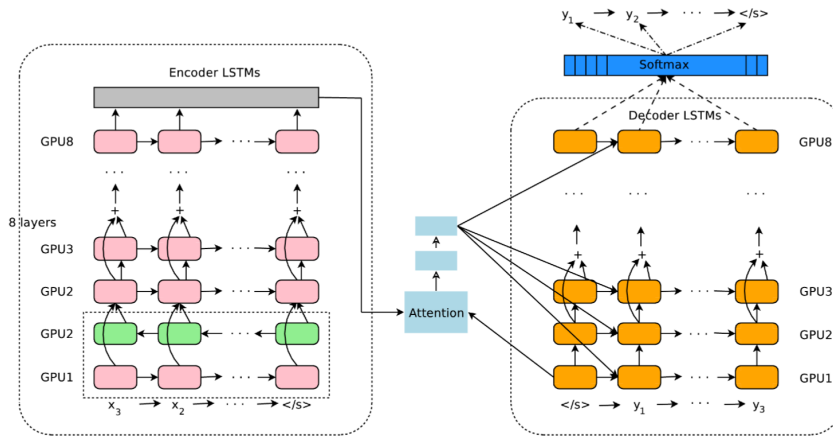 y1 y2 · · · </s>
Softmax
Encoder LSTMs
Decoder LSTMs
GPU8 · · ·
· · · GPU8
· · ·
· · ·
8 layers
+ + +
+ + +
GPU3 · · ·
· · · GPU3
GPU2 · · ·
Attention
GPU2 · · ·
· · · GPU2
GPU1 · · ·
· · · GPU1
x3 x2 · · · </s>
</s> y1 · · · y3